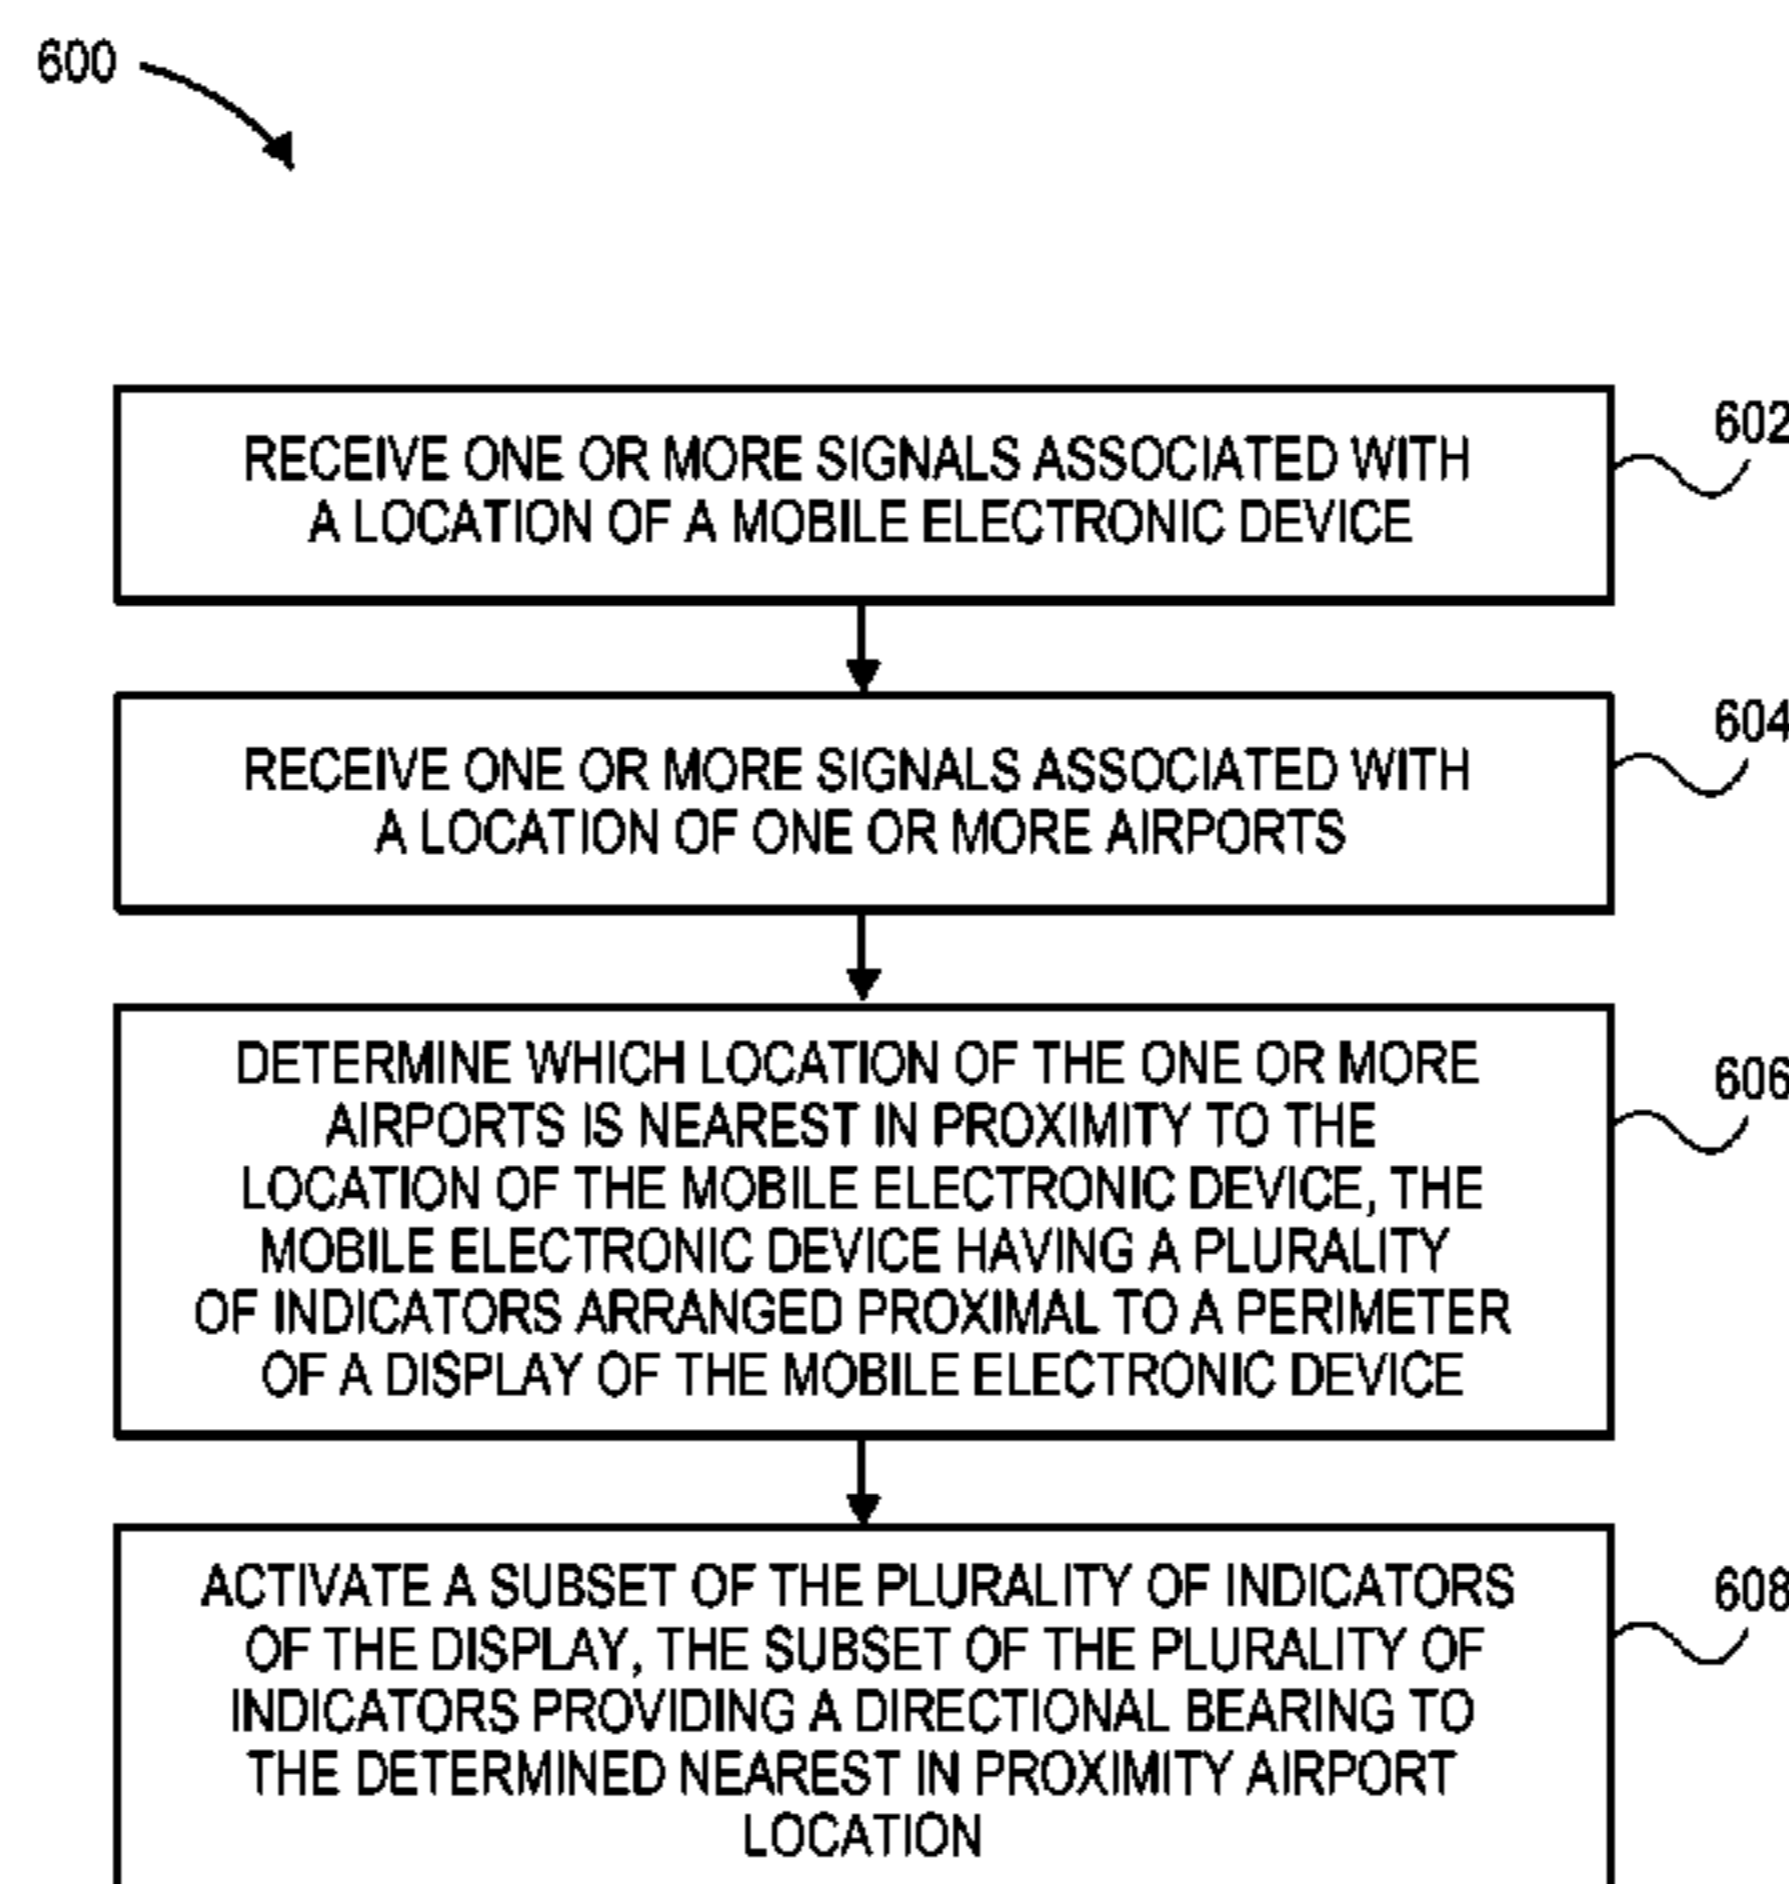 600
RECEIVE ONE OR MORE SIGNALS ASSOCIATED WITH
A LOCATION OF A MOBILE ELECTRONIC DEVICE
602
RECEIVE ONE OR MORE SIGNALS ASSOCIATED WITH
A LOCATION OF ONE OR MORE AIRPORTS
604
DETERMINE WHICH LOCATION OF THE ONE OR MORE
AIRPORTS IS NEAREST IN PROXIMITY TO THE
LOCATION OF THE MOBILE ELECTRONIC DEVICE, THE
MOBILE ELECTRONIC DEVICE HAVING A PLURALITY
OF INDICATORS ARRANGED PROXIMAL TO A PERIMETER
OF A DISPLAY OF THE MOBILE ELECTRONIC DEVICE
606
ACTIVATE A SUBSET OF THE PLURALITY OF INDICATORS
OF THE DISPLAY, THE SUBSET OF THE PLURALITY OF
INDICATORS PROVIDING A DIRECTIONAL BEARING TO
THE DETERMINED NEAREST IN PROXIMITY AIRPORT
LOCATION
608